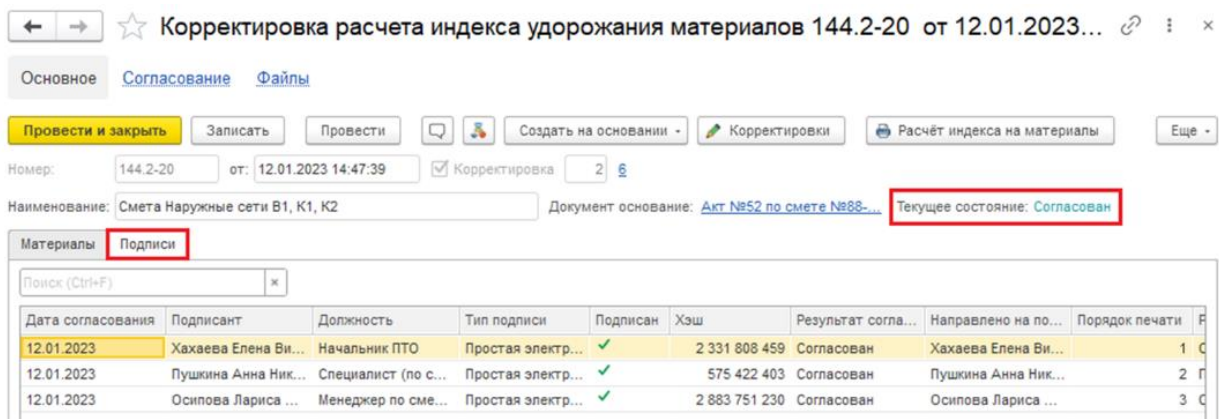 Корректировка расчета индекса удорожания материалов 144.2-20 от 12.01.2023...
Основное Согласование Файлы
Провести и закрыть Записать Провести Создать на основании Корректировки Расчёт индекса на материалы Еще
Номер: 144.2-20 от: 12.01.2023 14:47:39 Корректировка 2 6
Наименование: Смета Наружные сети В1, К1, К2 Документ основание: Акт №52 по смете №88-... Текущее состояние: Согласован
Материалы Подписи
Поиск (Ctrl+F) ×
Дата согласования Подписант Должность Тип подписи Подписан Хэш Результат согла... Направлено на по... Порядок печати
12.01.2023 Хахаева Елена Ви... Начальник ПТО Простая электр... 2 331 808 459 Согласован Хахаева Елена Ви... 1
12.01.2023 Пушкина Анна Ник... Специалист (по с... Простая электр... 575 422 403 Согласован Пушкина Анна Ник... 2
12.01.2023 Осипова Лариса ... Менеджер по сме... Простая электр... 2 883 751 230 Согласован Осипова Лариса ... 3